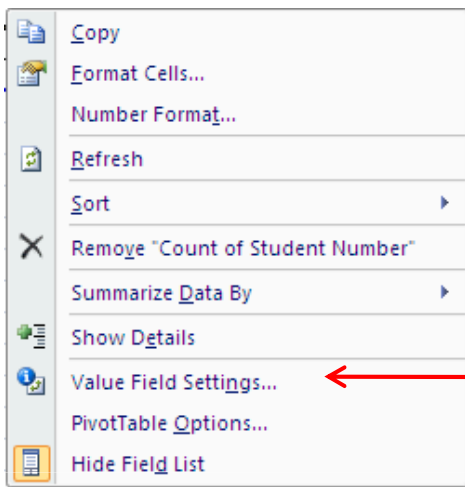 Copy
Format Cells...
Number Format...
Refresh
Sort
Remove "Count of Student Number"
Summarize Data By
Show Details
Value Field Settings...
PivotTable Options...
Hide Field List